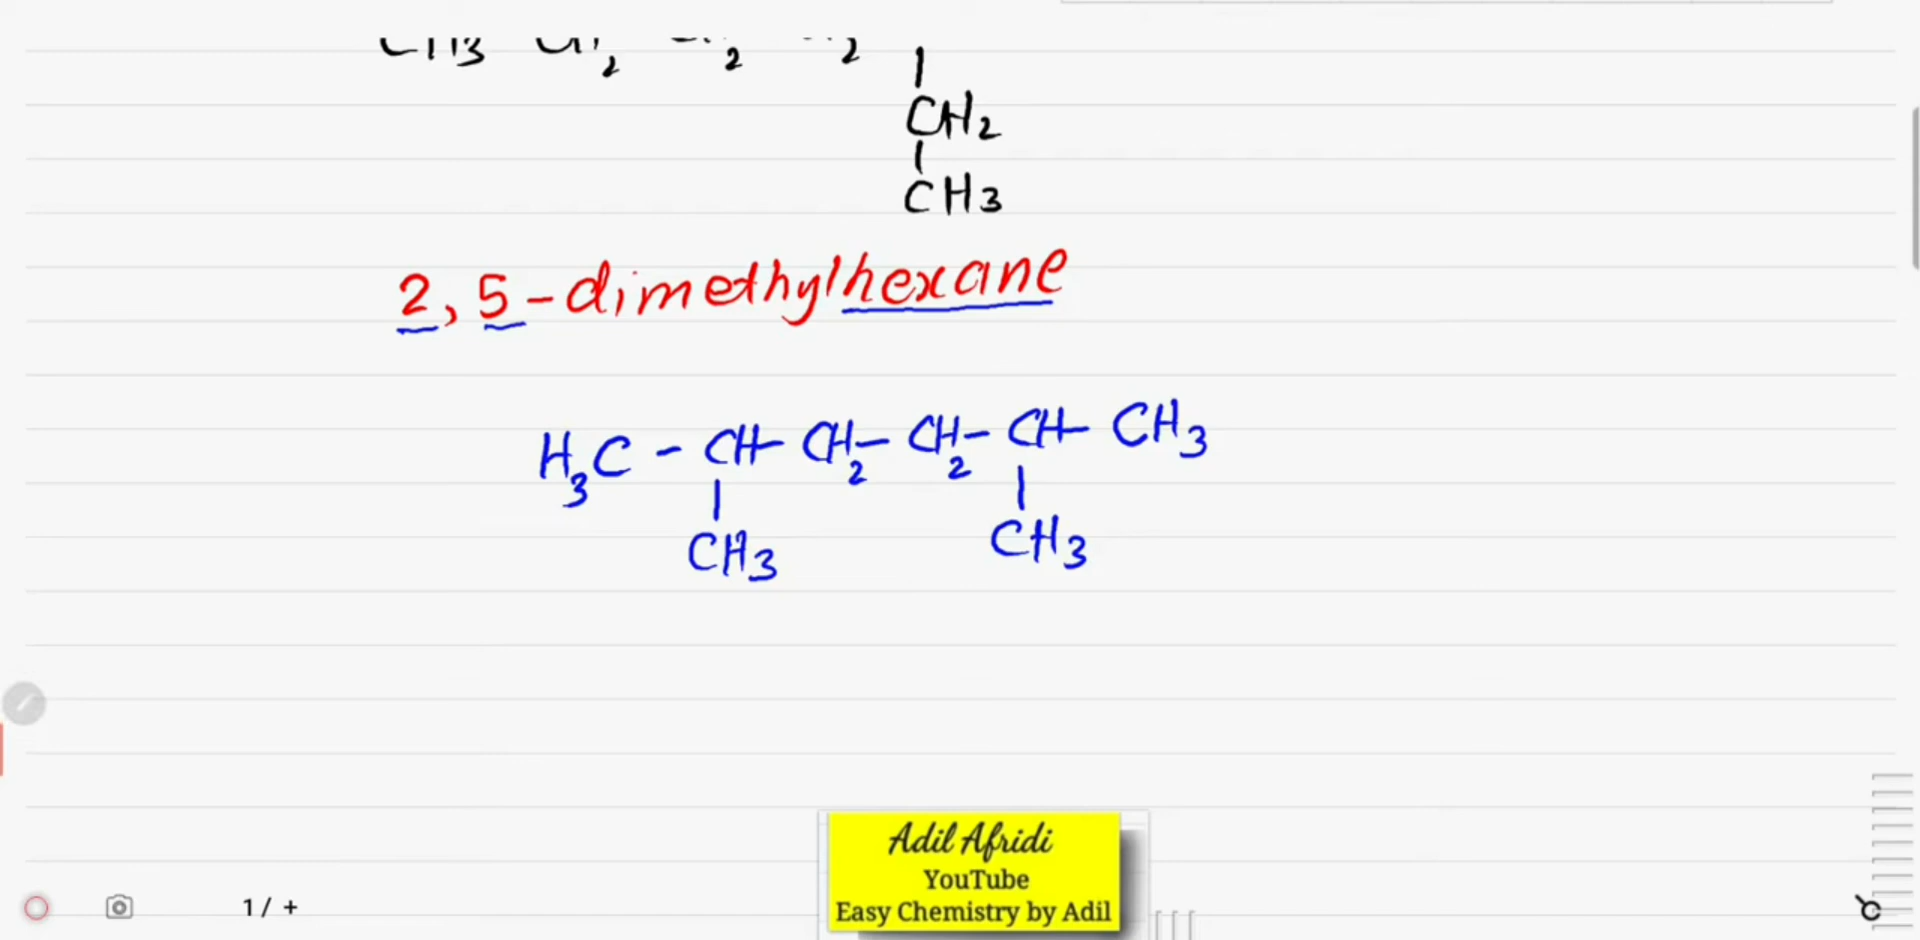 CH2
CH3
2, 5-dimethylhexane
H3C - CH - CH2 - CH2 - CH - CH3
CH3 CH3
Adil Afridi
YouTube
Easy Chemistry by Adil
1 / +